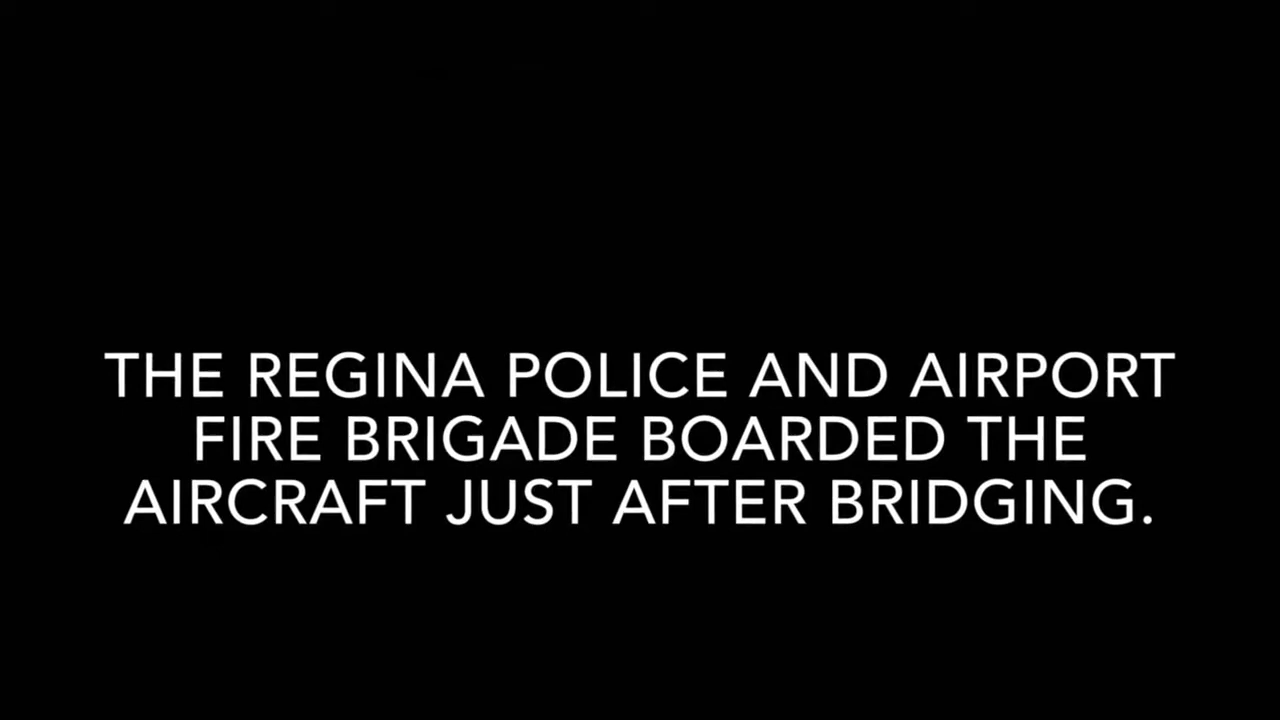 THE REGINA POLICE AND AIRPORT
FIRE BRIGADE BOARDED THE
AIRCRAFT JUST AFTER BRIDGING.